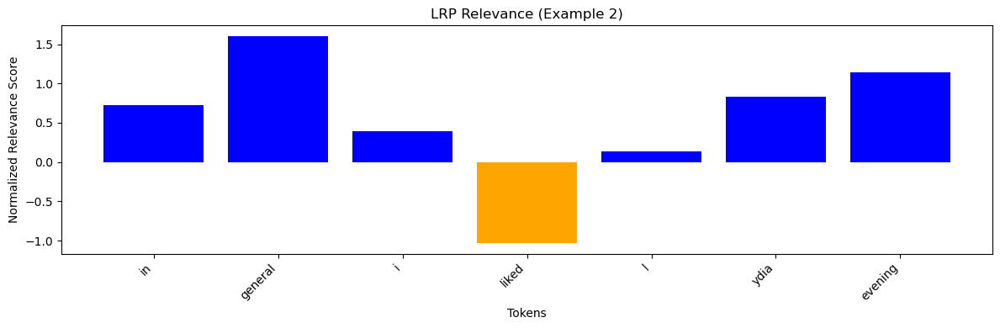 LRP Relevance (Example 2)
Normalized Relevance Score
1.5
1.0
0.5
0.0
−0.5
−1.0
in
general
i
liked
l
ydia
evening
Tokens